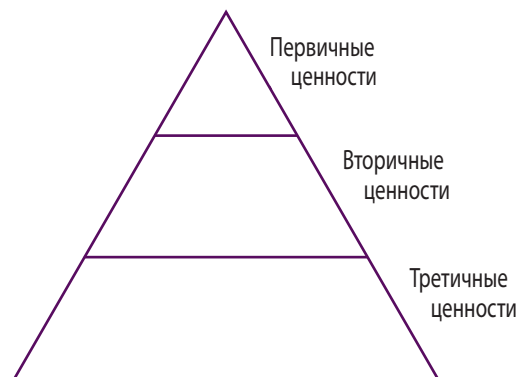 Первичные
ценности
Вторичные
ценности
Третичные
ценности